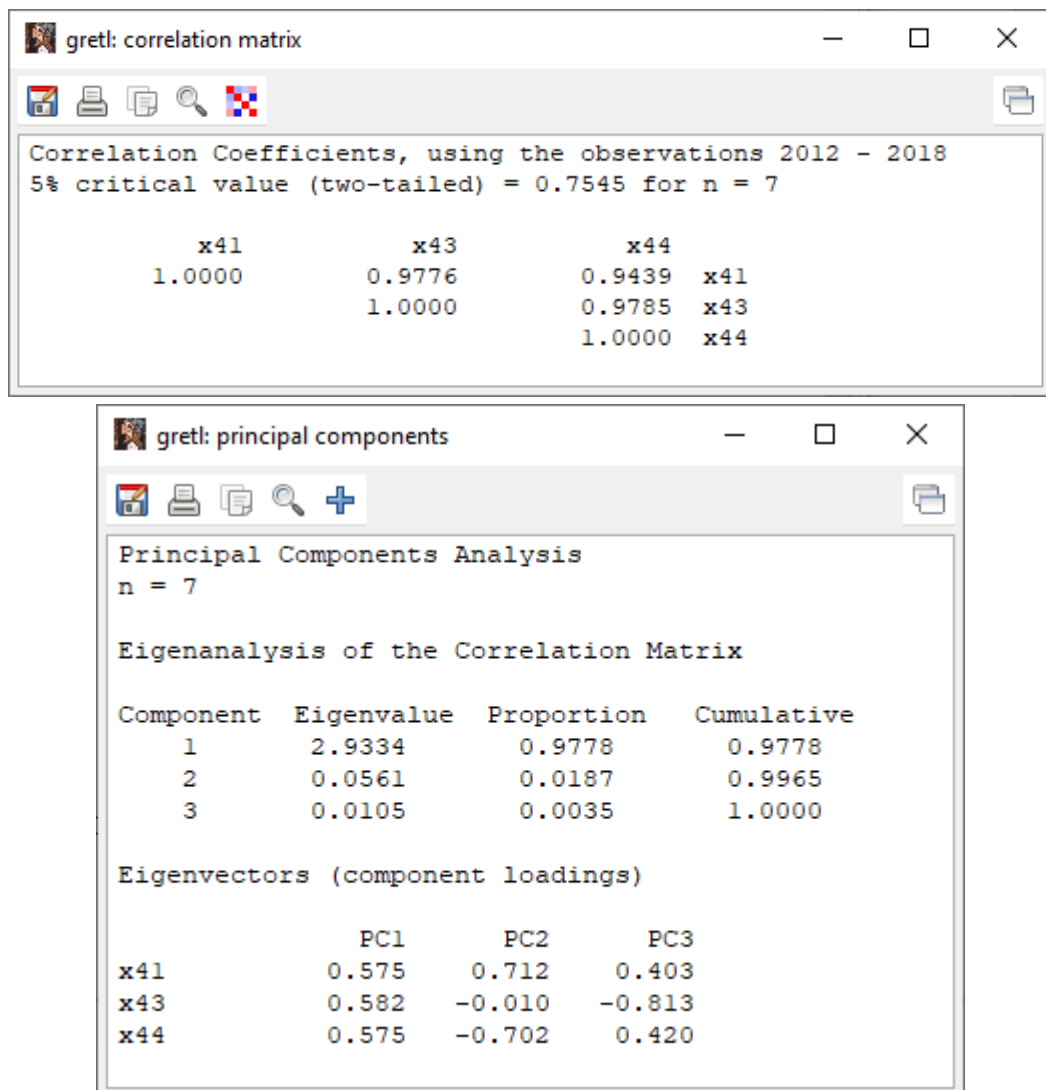 gretl: correlation matrix
Correlation Coefficients, using the observations 2012 - 2018
5% critical value (two-tailed) = 0.7545 for n = 7
x41 x43 x44
1.0000 0.9776 0.9439 x41
1.0000 0.9785 x43
1.0000 x44
gretl: principal components
Principal Components Analysis
n = 7
Eigenanalysis of the Correlation Matrix
Component Eigenvalue Proportion Cumulative
1 2.9334 0.9778 0.9778
2 0.0561 0.0187 0.9965
3 0.0105 0.0035 1.0000
Eigenvectors (component loadings)
PC1 PC2 PC3
x41 0.575 0.712 0.403
x43 0.582 -0.010 -0.813
x44 0.575 -0.702 0.420